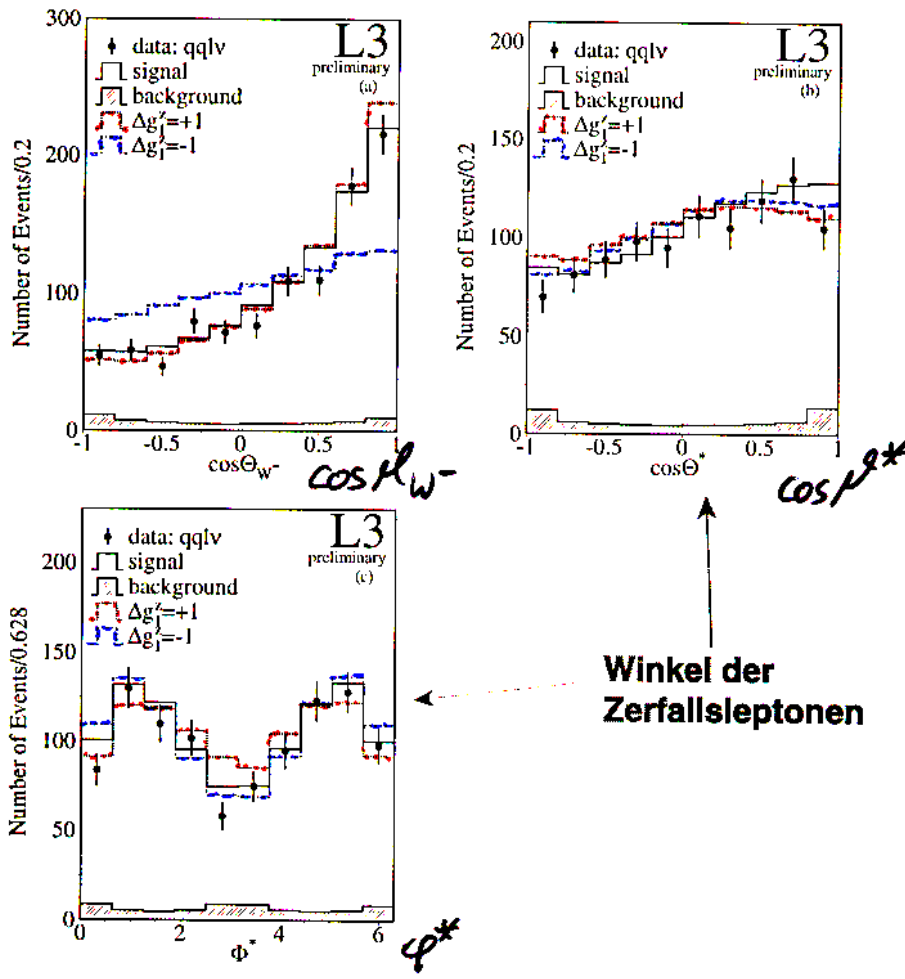 300
200
100
0
Number of Events/0.2
L3
preliminary
(a)
data: qqlν
signal
background
Δg₁ᶻ=+1
Δg₁ᶻ=-1
-1 -0.5 0 0.5 1
cosΘ_W-
cos ϑ_W-
200
150
100
50
0
Number of Events/0.2
L3
preliminary
(b)
data: qqlν
signal
background
Δg₁ᶻ=+1
Δg₁ᶻ=-1
-1 -0.5 0 0.5 1
cosΘ*
cos ϑ*
200
150
100
50
0
Number of Events/0.628
L3
preliminary
(c)
data: qqlν
signal
background
Δg₁ᶻ=+1
Δg₁ᶻ=-1
0 2 4 6
Φ*
φ*
Winkel der
Zerfallsleptonen